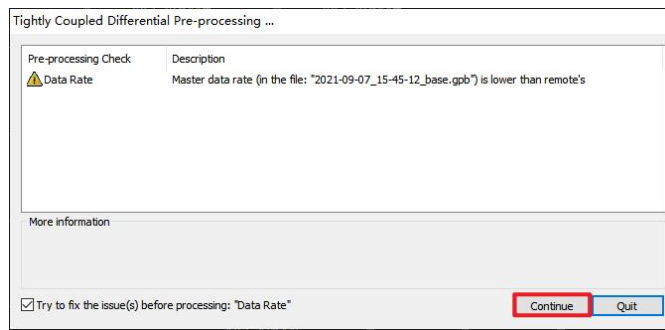 Tightly Coupled Differential Pre-processing ...
Pre-processing Check Description
Data Rate Master data rate (in the file: "2021-09-07_15-45-12_base.gpb") is lower than remote's
More information
Try to fix the issue(s) before processing: "Data Rate" Continue Quit